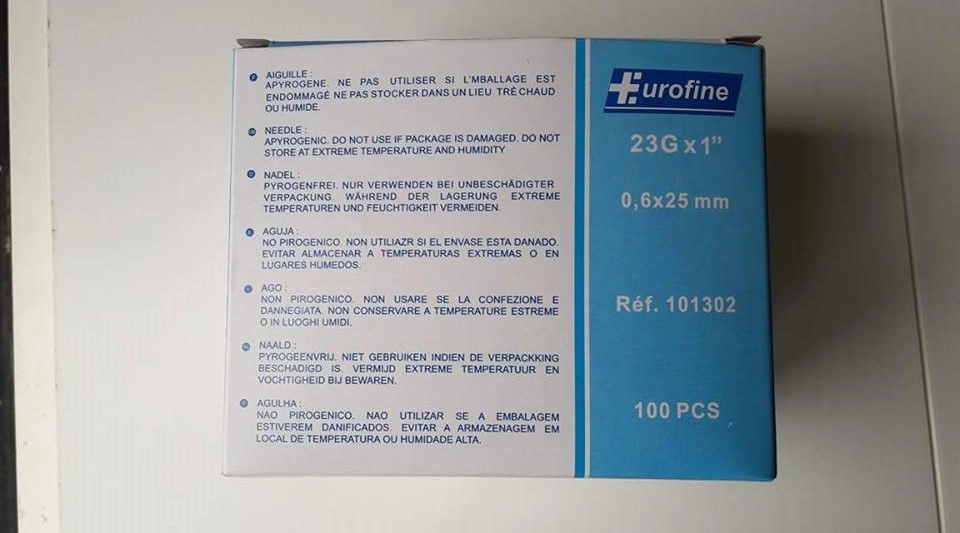 AIGUILLE :
APYROGENE. NE PAS UTILISER SI L'MBALLAGE EST
ENDOMMAGÉ NE PAS STOCKER DANS UN LIEU TRÈ CHAUD
OU HUMIDE.
NEEDLE :
APYROGENIC. DO NOT USE IF PACKAGE IS DAMAGED. DO NOT
STORE AT EXTREME TEMPERATURE AND HUMIDITY
NADEL :
PYROGENFREI. NUR VERWENDEN BEI UNBESCHÄDIGTER
VERPACKUNG. WÄHREND DER LAGERUNG EXTREME
TEMPERATUREN UND FEUCHTIGKEIT VERMEIDEN.
AGUJA :
NO PIROGENICO. NON UTILIAZR SI EL ENVASE ESTA DANADO.
EVITAR ALMACENAR A TEMPERATURAS EXTREMAS O EN
LUGARES HUMEDOS.
AGO :
NON PIROGENICO. NON USARE SE LA CONFEZIONE E
DANNEGIATA. NON CONSERVARE A TEMPERATURE ESTREME
O IN LUOGHI UMIDI.
NAALD :
PYROGEENVRIJ. NIET GEBRUIKEN INDIEN DE VERPACKKING
BESCHADIGD IS. VERMIJD EXTREME TEMPERATUUR EN
VOCHTIGHEID BIJ BEWAREN.
AGULHA :
NAO PIROGENICO. NAO UTILIZAR SE A EMBALAGEM
ESTIVEREM DANIFICADOS. EVITAR A ARMAZENAGEM EM
LOCAL DE TEMPERATURA OU HUMIDADE ALTA.
Eurofine
23G x 1"
0,6x25 mm
Réf. 101302
100 PCS